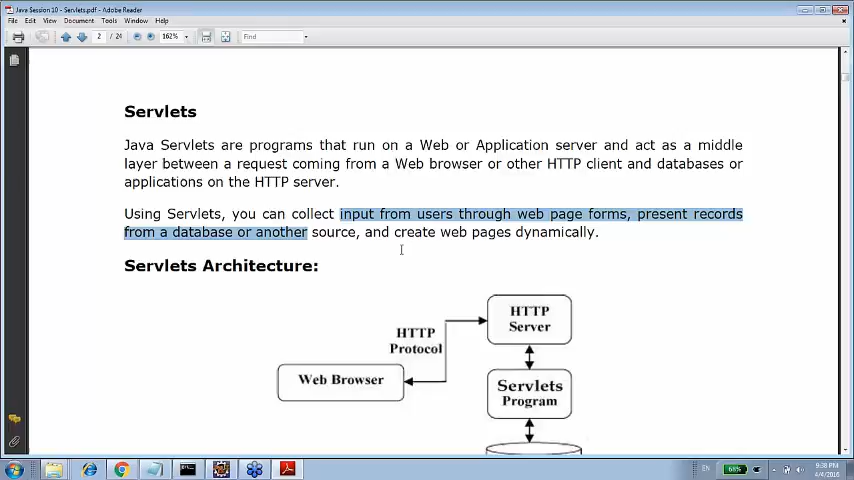 Java Session 10 - Servlets.pdf - Adobe Reader
File Edit View Document Tools Window Help
2 / 24 162% Find
Servlets
Java Servlets are programs that run on a Web or Application server and act as a middle
layer between a request coming from a Web browser or other HTTP client and databases or
applications on the HTTP server.
Using Servlets, you can collect input from users through web page forms, present records
from a database or another source, and create web pages dynamically.
Servlets Architecture:
HTTP
Server
HTTP
Protocol
Web Browser
Servlets
Program
EN 68% 9:38 PM
4/4/2016